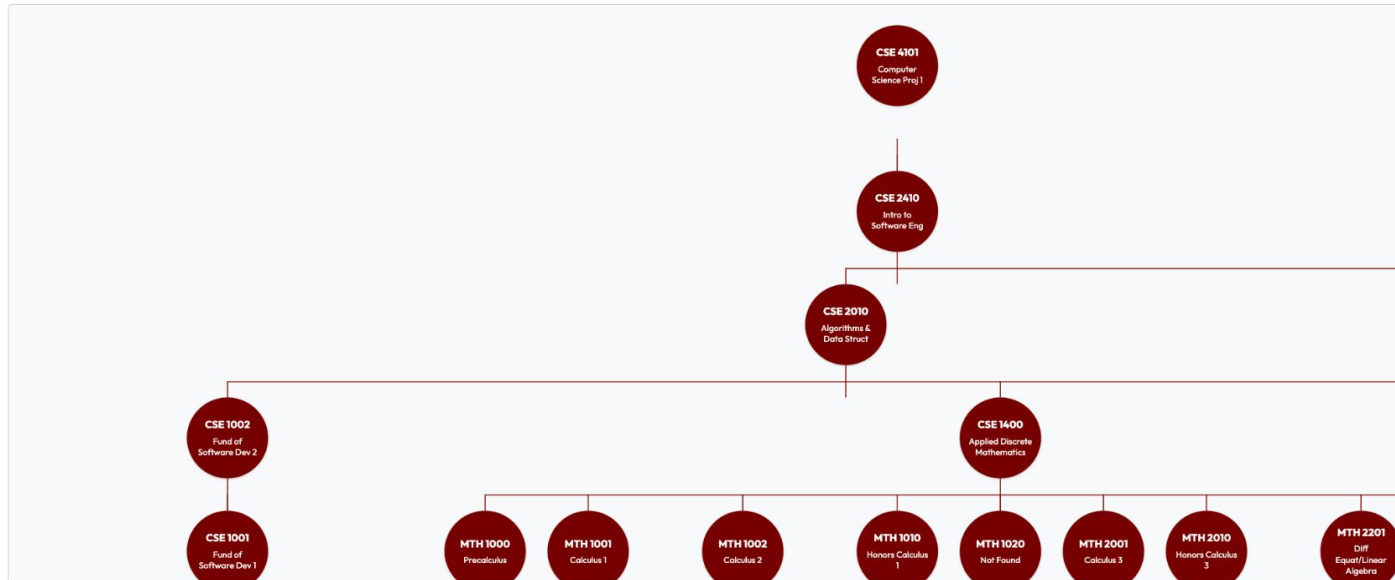 CSE 4101
Computer
Science Proj 1
CSE 2410
Intro to
Software Eng
CSE 2010
Algorithms &
Data Struct
CSE 1002
Fund of
Software Dev 2
CSE 1400
Applied Discrete
Mathematics
CSE 1001
Fund of
Software Dev 1
MTH 1000
Precalculus
MTH 1001
Calculus 1
MTH 1002
Calculus 2
MTH 1010
Honors Calculus
1
MTH 1020
Not Found
MTH 2001
Calculus 3
MTH 2010
Honors Calculus
3
MTH 2201
Diff
Equat/Linear
Algebra